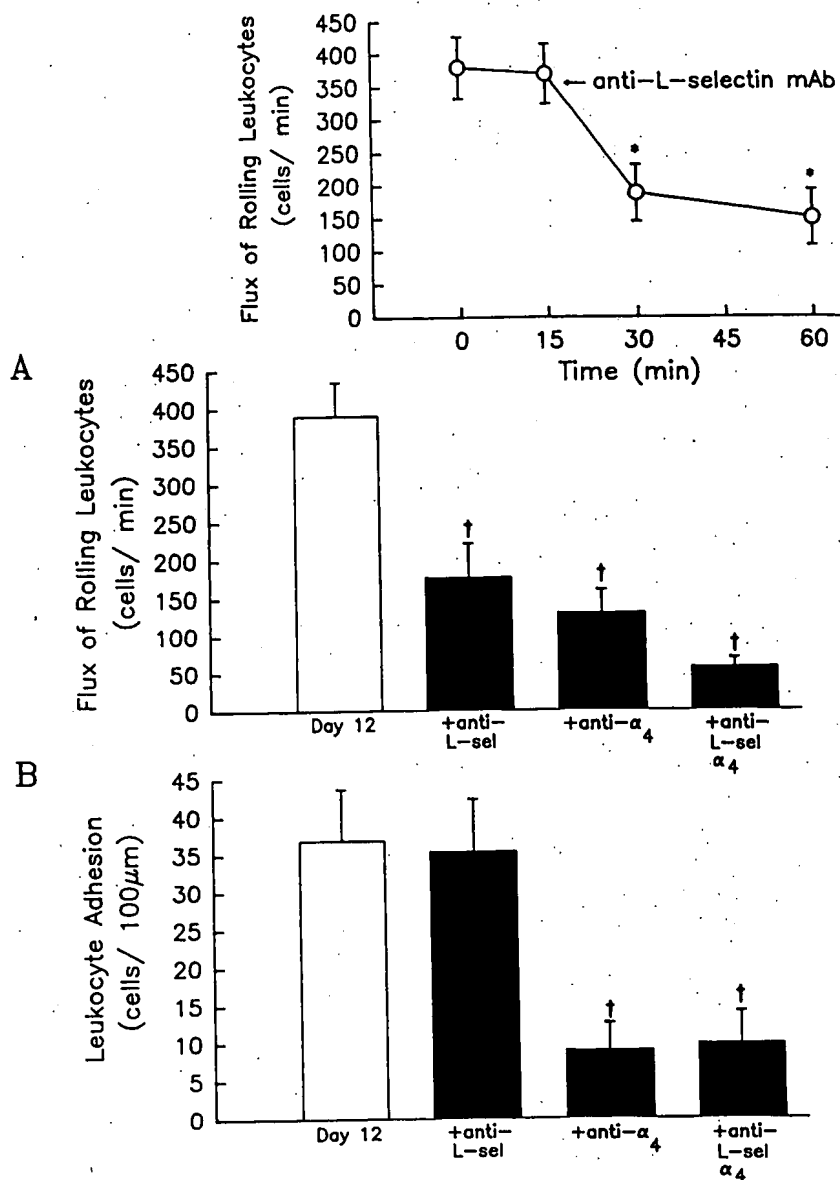 Flux of Rolling Leukocytes
(cells/ min)
450
400
350
300
250
200
150
100
50
0
←anti-L-selectin mAb
*
*
0 15 30 45 60
Time (min)
A
Flux of Rolling Leukocytes
(cells/ min)
450
400
350
300
250
200
150
100
50
0
†
†
†
Day 12
+anti-
L-sel
+anti-α4
+anti-
L-sel
α4
B
Leukocyte Adhesion
(cells/ 100μm)
45
40
35
30
25
20
15
10
5
0
†
†
Day 12
+anti-
L-sel
+anti-α4
+anti-
L-sel
α4